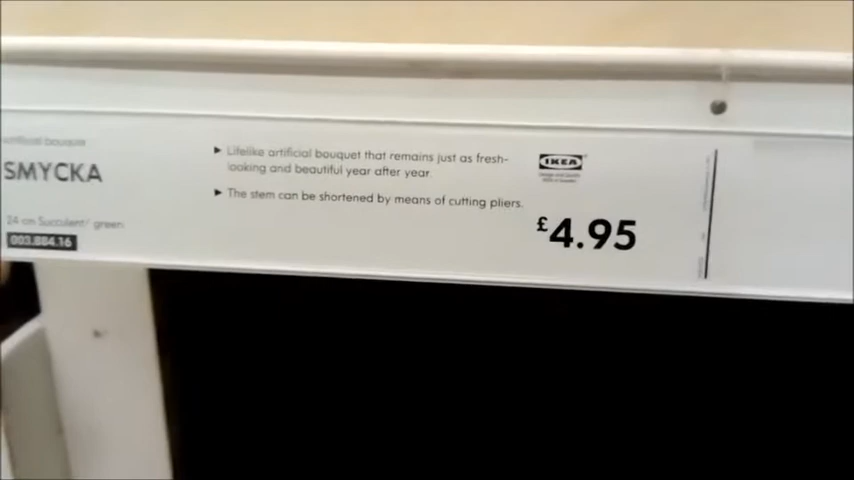 artificial bouquet
SMYCKA
24 cm Succulent/ green
003.884.16
▶ Lifelike artificial bouquet that remains just as fresh-
looking and beautiful year after year.
▶ The stem can be shortened by means of cutting pliers.
IKEA
£4.95